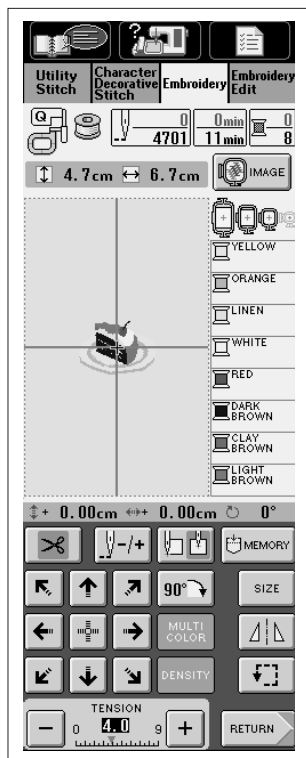 Utility Stitch
Character Decorative Stitch
Embroidery
Embroidery Edit
Q
0
4701
0min
11min
0
8
4.7cm 6.7cm
IMAGE
YELLOW
ORANGE
LINEN
WHITE
RED
DARK BROWN
CLAY BROWN
LIGHT BROWN
+ 0.00cm + 0.00cm 0°
-/+
MEMORY
90°
SIZE
MULTI COLOR
DENSITY
TENSION
- 0 4.0 9 +
RETURN